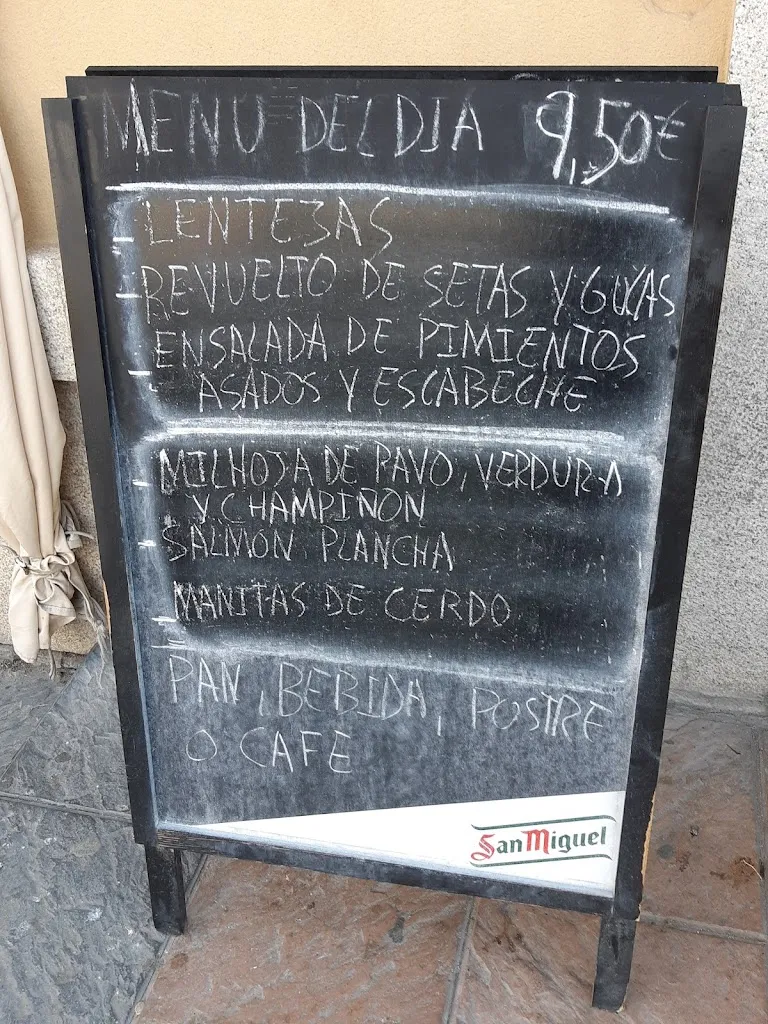 MENU DEL DIA 9,50€
- LENTEJAS
- REVUELTO DE SETAS Y GULAS
- ENSALADA DE PIMIENTOS
ASADOS Y ESCABECHE
- MILHOJA DE PAVO, VERDURA
Y CHAMPIÑON
- SALMÓN PLANCHA
- MANITAS DE CERDO
PAN, BEBIDA, POSTRE
O CAFE
San Miguel